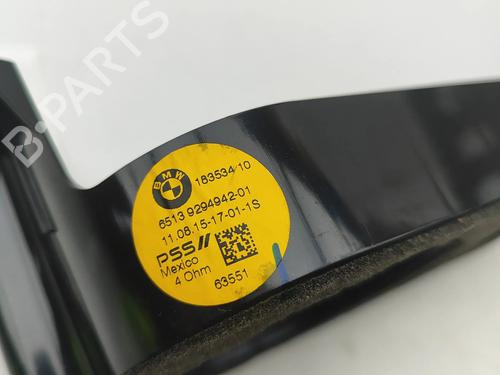 B-PARTS
BMW
183534/10
6513 9294942-01
11.08.15-17-01-1S
PSS//
Mexico
4 Ohm
63551